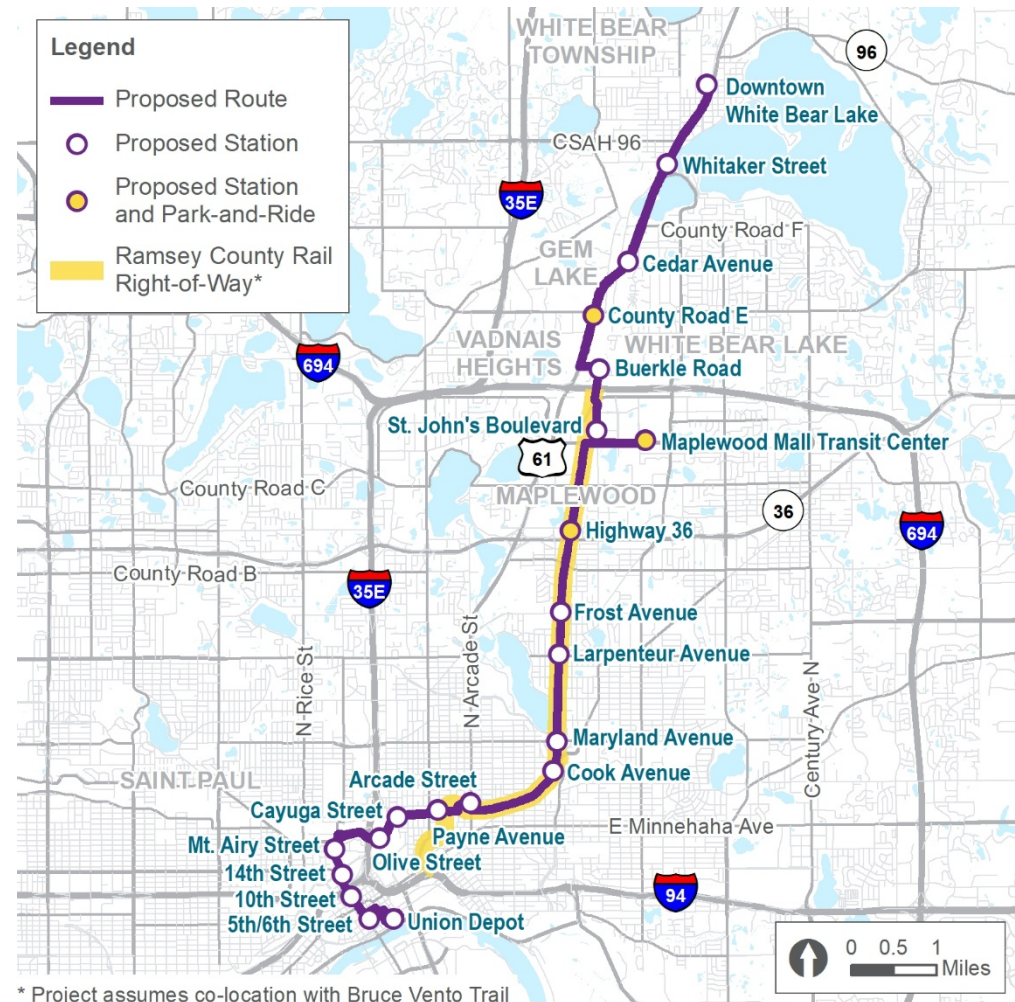 Legend
Proposed Route
Proposed Station
Proposed Station
and Park-and-Ride
Ramsey County Rail
Right-of-Way*
WHITE BEAR
TOWNSHIP
96
Downtown
White Bear Lake
CSAH 96
Whitaker Street
35E
County Road F
GEM
LAKE
Cedar Avenue
County Road E
VADNAIS
HEIGHTS
WHITE BEAR LAKE
694
Buerkle Road
St. John's Boulevard
Maplewood Mall Transit Center
61
County Road C
MAPLEWOOD
36
Highway 36
694
County Road B
35E
Frost Avenue
N Rice St
N Arcade St
Larpenteur Avenue
Century Ave N
Maryland Avenue
SAINT PAUL
Cook Avenue
Arcade Street
Cayuga Street
Payne Avenue
E Minnehaha Ave
Mt. Airy Street
Olive Street
14th Street
94
10th Street
5th/6th Street
Union Depot
0 0.5 1
Miles
* Project assumes co-location with Bruce Vento Trail